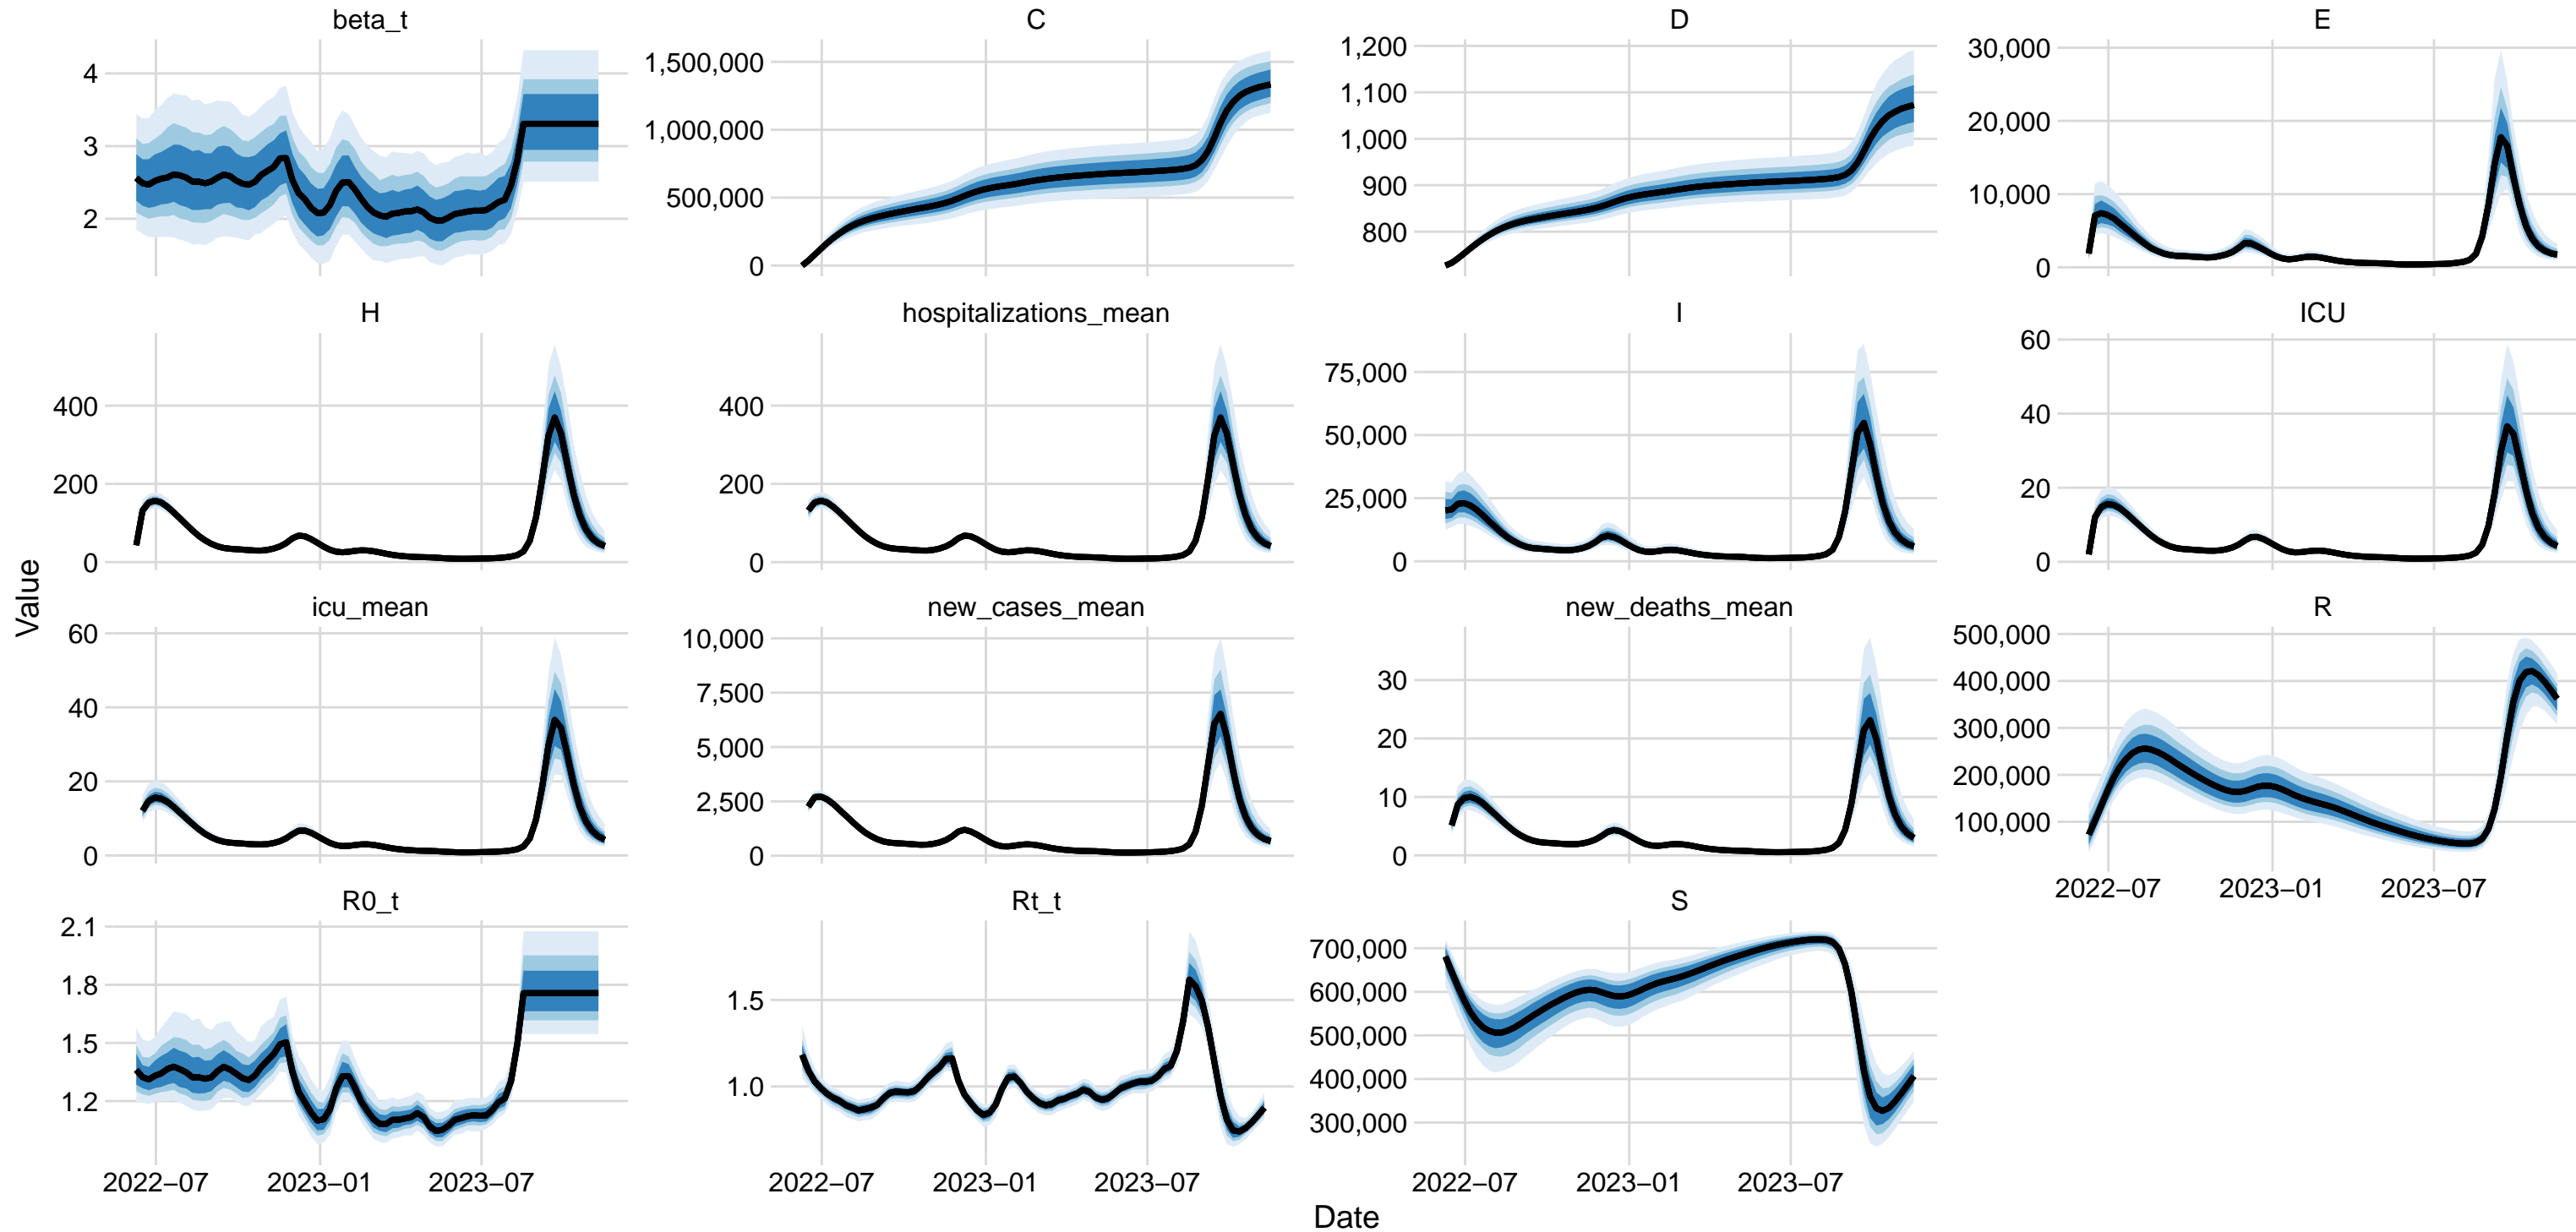 beta_t
C
D
E
4
3
2
1,500,000
1,000,000
500,000
0
1,200
1,100
1,000
900
800
30,000
20,000
10,000
0
H
hospitalizations_mean
I
ICU
400
200
0
400
200
0
75,000
50,000
25,000
0
60
40
20
0
Value
icu_mean
new_cases_mean
new_deaths_mean
R
60
40
20
0
10,000
7,500
5,000
2,500
0
30
20
10
0
500,000
400,000
300,000
200,000
100,000
2022−07 2023−01 2023−07
R0_t
Rt_t
S
2.1
1.8
1.5
1.2
1.5
1.0
700,000
600,000
500,000
400,000
300,000
2022−07 2023−01 2023−07
2022−07 2023−01 2023−07
2022−07 2023−01 2023−07
Date